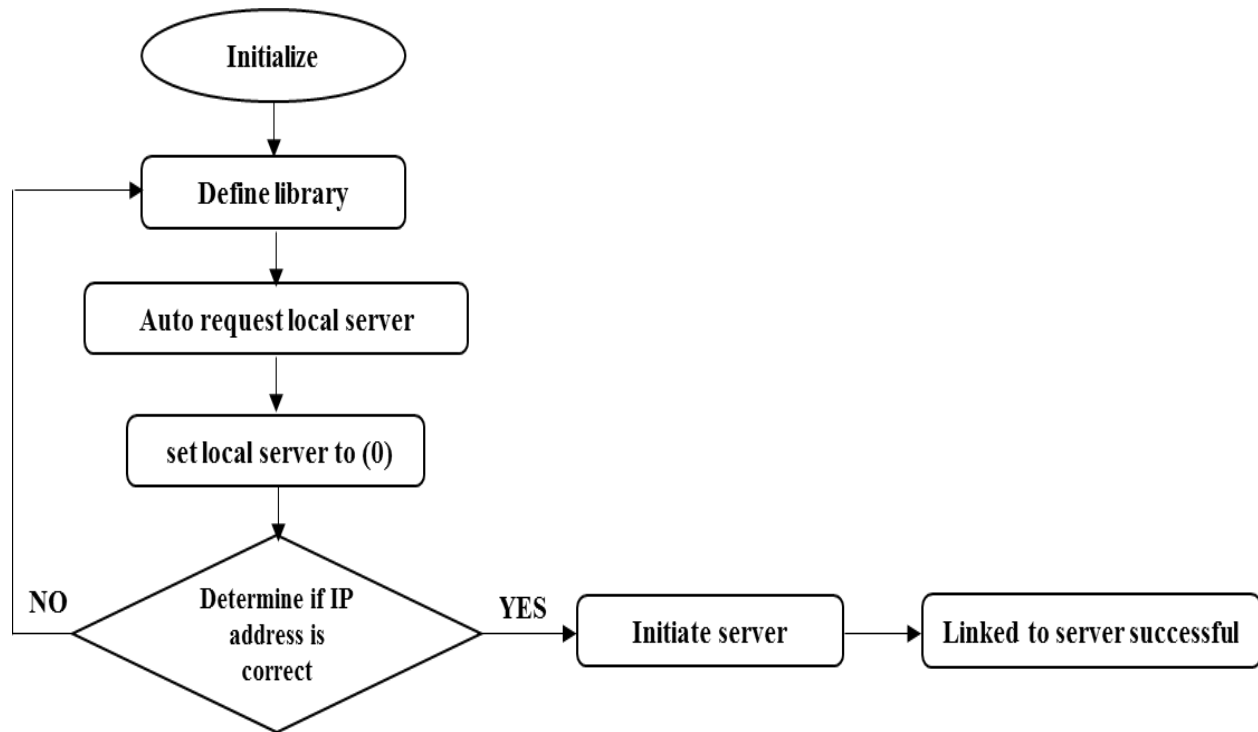 Initialize
Define library
Auto request local server
set local server to (0)
Determine if IP
address is
correct
NO
YES
Initiate server
Linked to server successful